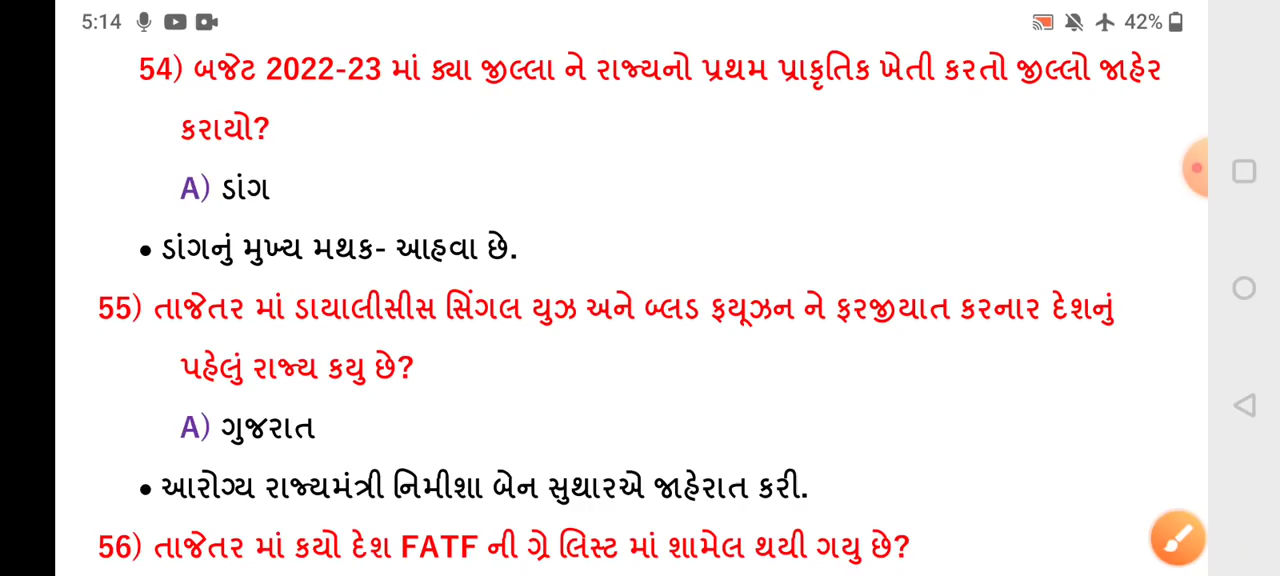 5:14
42%
54) બજેટ 2022-23 માં ક્યા જીલ્લા ને રાજ્યનો પ્રથમ પ્રાકૃતિક ખેતી કરતો જીલ્લો જાહેર
કરાયો?
A) ડાંગ
• ડાંગનું મુખ્ય મથક- આહવા છે.
55) તાજેતર માં ડાયાલીસીસ સિંગલ યુઝ અને બ્લડ ફયૂઝન ને ફરજીયાત કરનાર દેશનું
પહેલું રાજ્ય કયુ છે?
A) ગુજરાત
• આરોગ્ય રાજ્યમંત્રી નિમીશા બેન સુથારએ જાહેરાત કરી.
56) તાજેતર માં કયો દેશ FATF ની ગ્રે લિસ્ટ માં શામેલ થયી ગયુ છે?